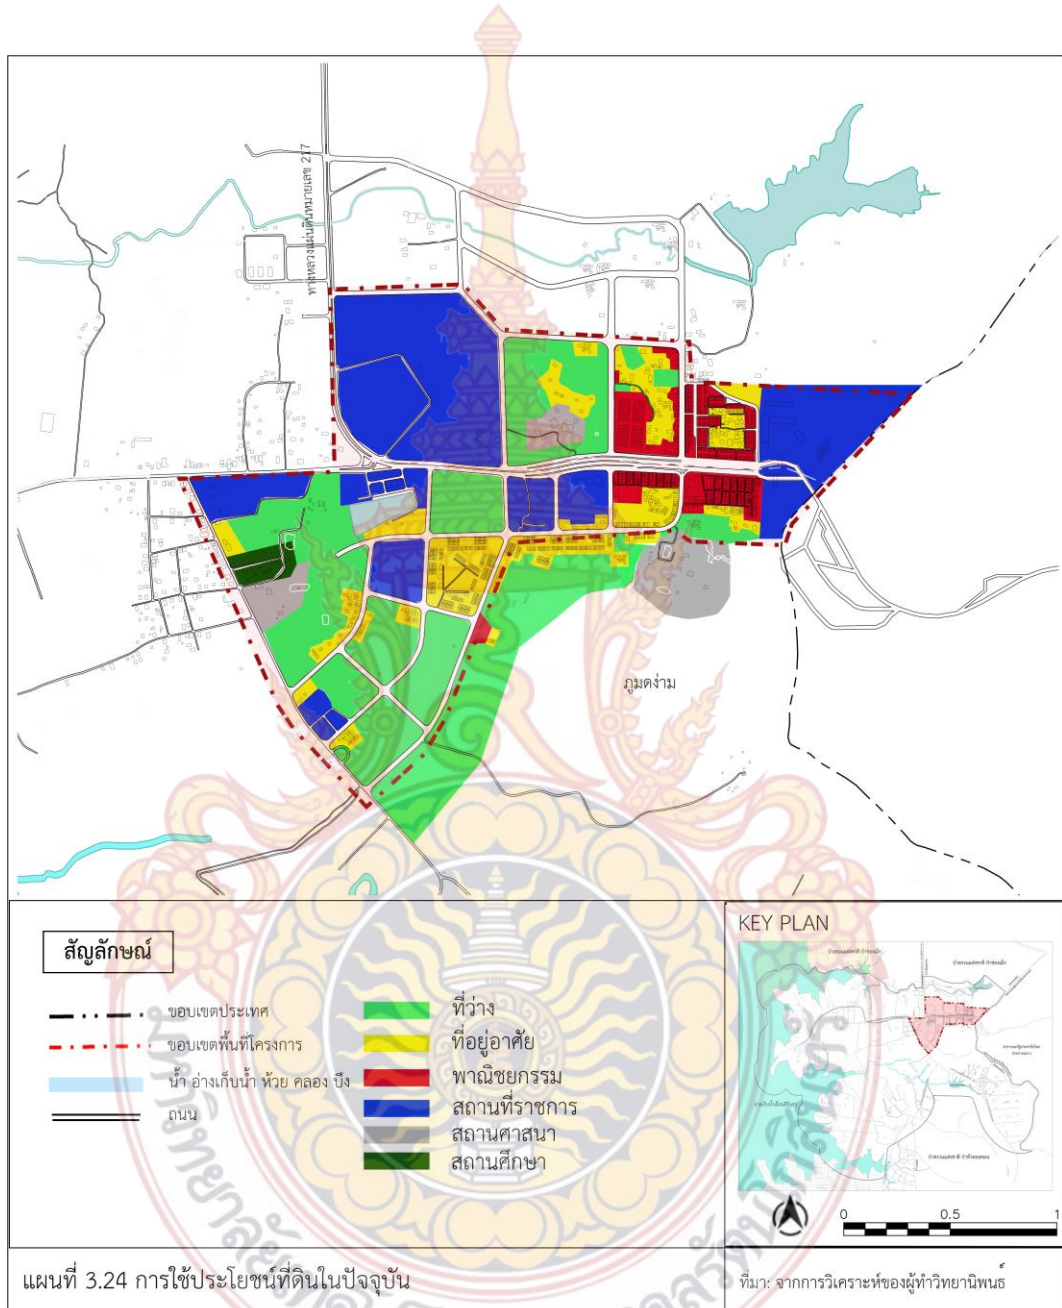 ทางหลวงแผ่นดินหมายเลข 217
ภูมดง่าม
สัญลักษณ์
ขอบเขตประเทศ
ขอบเขตพื้นที่โครงการ
น้ำ อ่างเก็บน้ำ ห้วย คลอง บึง
ถนน
ที่ว่าง
ที่อยู่อาศัย
พาณิชยกรรม
สถานที่ราชการ
สถานศาสนา
สถานศึกษา
KEY PLAN
0 0.5 1
แผนที่ 3.24 การใช้ประโยชน์ที่ดินในปัจจุบัน
ที่มา: จากการวิเคราะห์ของผู้ทำวิทยานิพนธ์